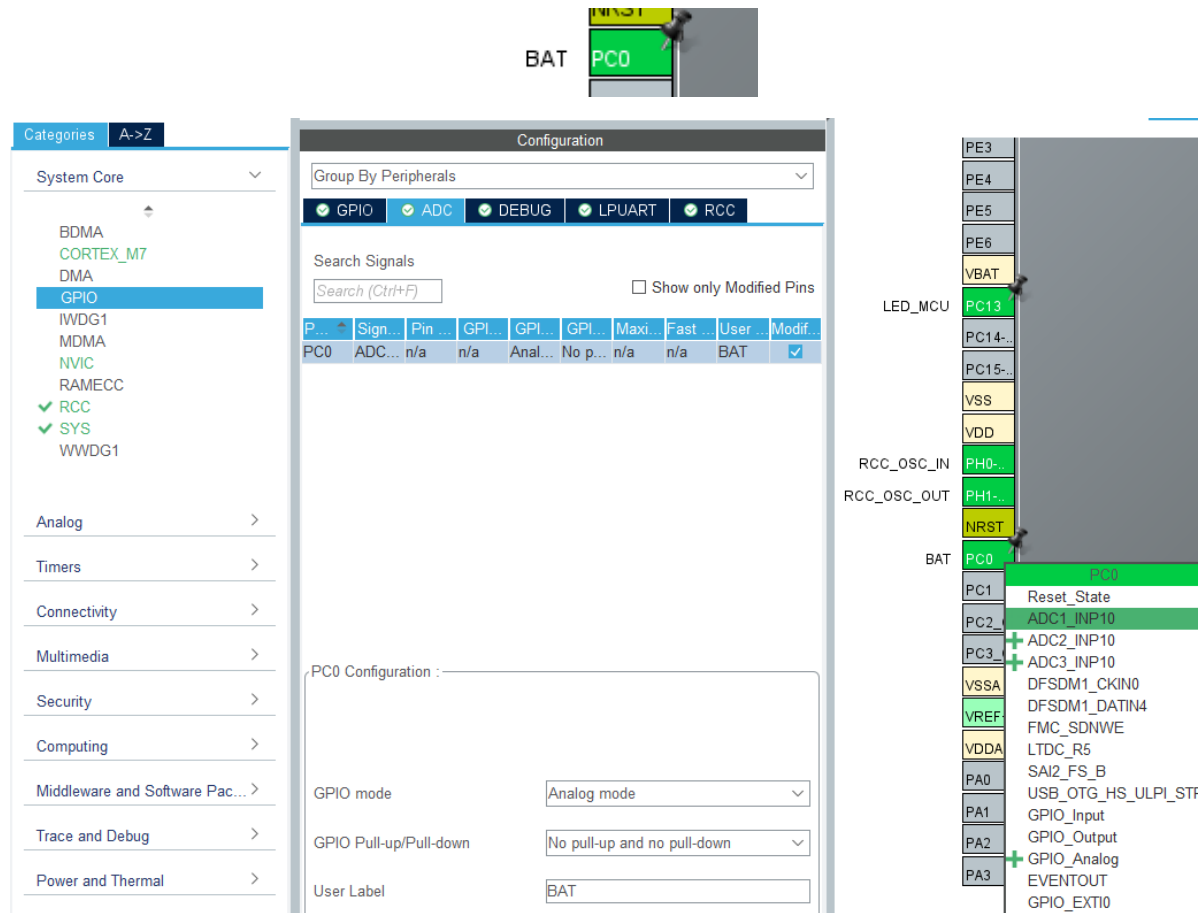 NRST
BAT PC0
Categories A->Z
System Core
BDMA
CORTEX_M7
DMA
GPIO
IWDG1
MDMA
NVIC
RAMECC
RCC
SYS
WWDG1
Analog
Timers
Connectivity
Multimedia
Security
Computing
Middleware and Software Pac...
Trace and Debug
Power and Thermal
Configuration
Group By Peripherals
GPIO ADC DEBUG LPUART RCC
Search Signals
Search (Ctrl+F) Show only Modified Pins
P... Sign... Pin ... GPI... GPI... GPI... Maxi... Fast ... User ... Modif...
PC0 ADC... n/a n/a Anal... No p... n/a n/a BAT
PC0 Configuration :
GPIO mode Analog mode
GPIO Pull-up/Pull-down No pull-up and no pull-down
User Label BAT
PE3
PE4
PE5
PE6
VBAT
LED_MCU PC13
PC14-..
PC15-..
VSS
VDD
RCC_OSC_IN PH0-..
RCC_OSC_OUT PH1-..
NRST
BAT PC0
PC1
PC2_
PC3_
VSSA
VREF
VDDA
PA0
PA1
PA2
PA3
PC0
Reset_State
ADC1_INP10
ADC2_INP10
ADC3_INP10
DFSDM1_CKIN0
DFSDM1_DATIN4
FMC_SDNWE
LTDC_R5
SAI2_FS_B
USB_OTG_HS_ULPI_STP
GPIO_Input
GPIO_Output
GPIO_Analog
EVENTOUT
GPIO_EXTI0